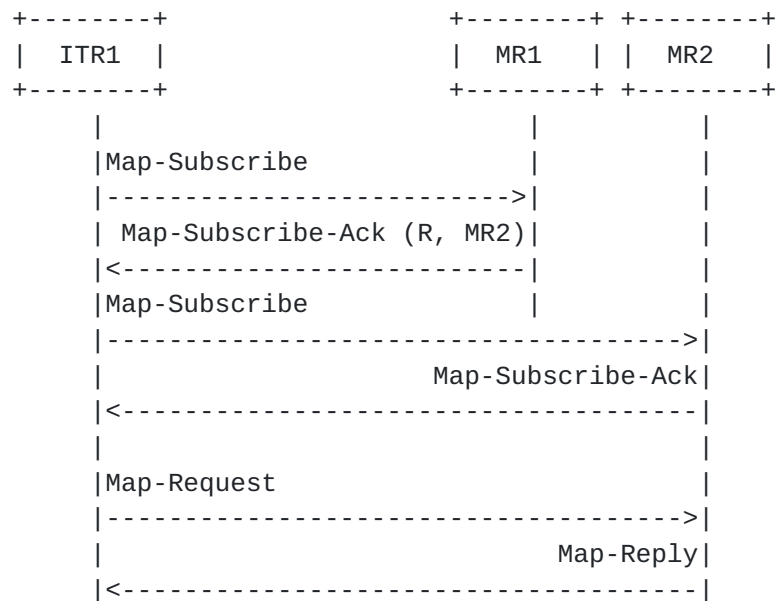 +--------+                  +--------+ +--------+
|  ITR1  |                  |  MR1   | |  MR2   |
+--------+                  +--------+ +--------+
     |                           |          |
     |Map-Subscribe              |          |
     |-------------------------->|          |
     | Map-Subscribe-Ack (R, MR2)|          |
     |<--------------------------|          |
     |Map-Subscribe              |          |
     |------------------------------------->|
     |                     Map-Subscribe-Ack|
     |<-------------------------------------|
     |                                      |
     |Map-Request                           |
     |------------------------------------->|
     |                             Map-Reply|
     |<-------------------------------------|